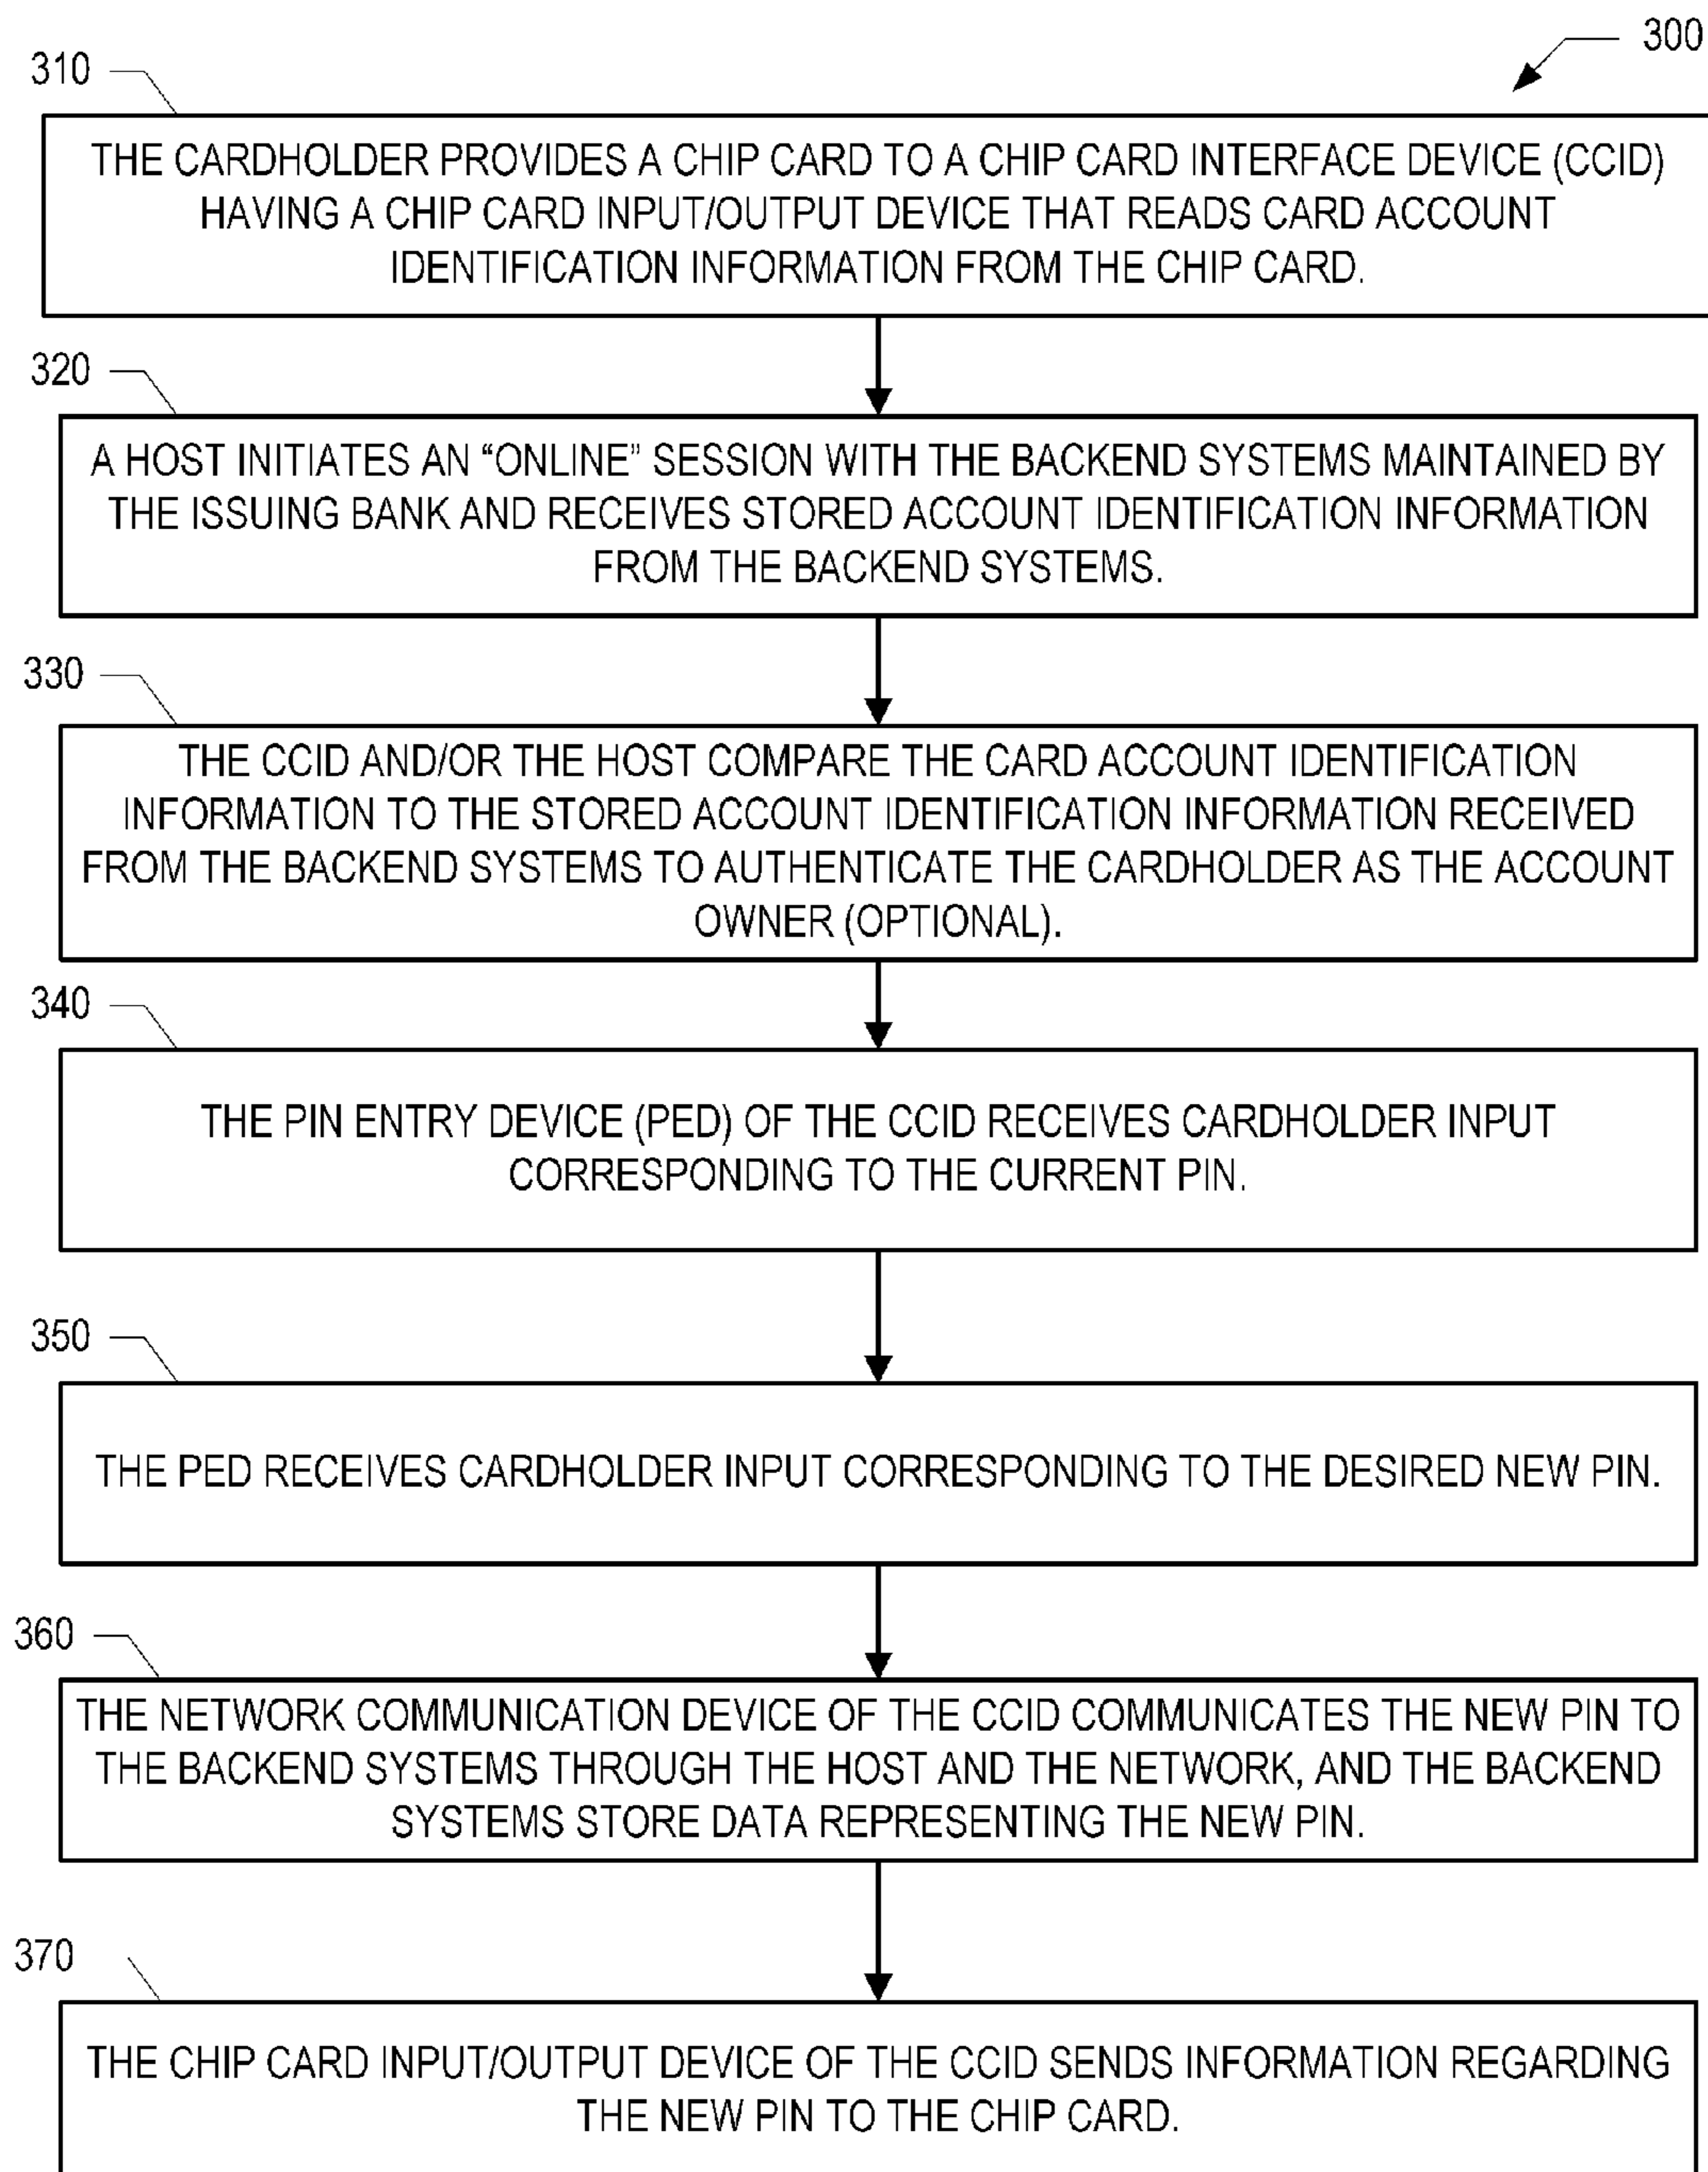 300
310
THE CARDHOLDER PROVIDES A CHIP CARD TO A CHIP CARD INTERFACE DEVICE (CCID)
HAVING A CHIP CARD INPUT/OUTPUT DEVICE THAT READS CARD ACCOUNT
IDENTIFICATION INFORMATION FROM THE CHIP CARD.
320
A HOST INITIATES AN “ONLINE” SESSION WITH THE BACKEND SYSTEMS MAINTAINED BY
THE ISSUING BANK AND RECEIVES STORED ACCOUNT IDENTIFICATION INFORMATION
FROM THE BACKEND SYSTEMS.
330
THE CCID AND/OR THE HOST COMPARE THE CARD ACCOUNT IDENTIFICATION
INFORMATION TO THE STORED ACCOUNT IDENTIFICATION INFORMATION RECEIVED
FROM THE BACKEND SYSTEMS TO AUTHENTICATE THE CARDHOLDER AS THE ACCOUNT
OWNER (OPTIONAL).
340
THE PIN ENTRY DEVICE (PED) OF THE CCID RECEIVES CARDHOLDER INPUT
CORRESPONDING TO THE CURRENT PIN.
350
THE PED RECEIVES CARDHOLDER INPUT CORRESPONDING TO THE DESIRED NEW PIN.
360
THE NETWORK COMMUNICATION DEVICE OF THE CCID COMMUNICATES THE NEW PIN TO
THE BACKEND SYSTEMS THROUGH THE HOST AND THE NETWORK, AND THE BACKEND
SYSTEMS STORE DATA REPRESENTING THE NEW PIN.
370
THE CHIP CARD INPUT/OUTPUT DEVICE OF THE CCID SENDS INFORMATION REGARDING
THE NEW PIN TO THE CHIP CARD.